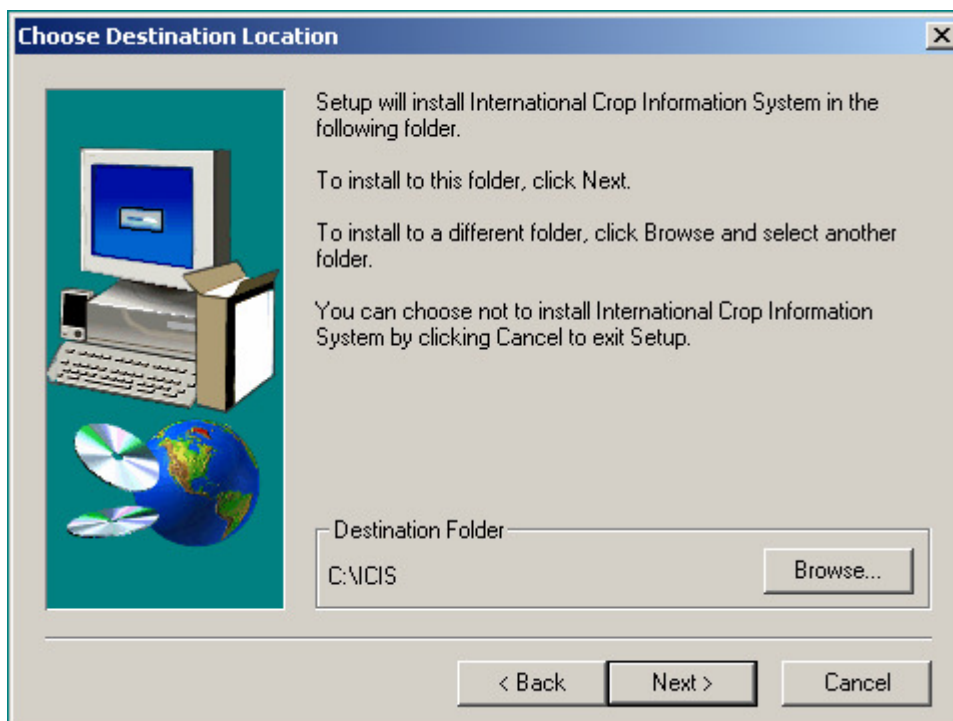 Choose Destination Location
Setup will install International Crop Information System in the
following folder.
To install to this folder, click Next.
To install to a different folder, click Browse and select another
folder.
You can choose not to install International Crop Information
System by clicking Cancel to exit Setup.
Destination Folder
C:\ICIS
Browse...
< Back
Next >
Cancel